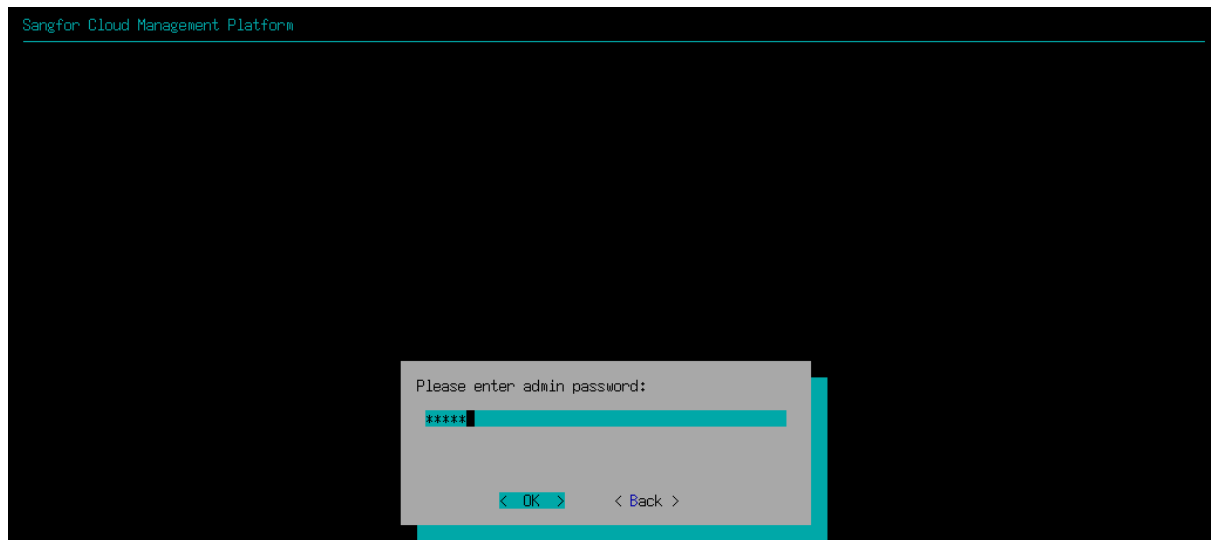 Sangfor Cloud Management Platform
Please enter admin password:
*****
< OK > < Back >